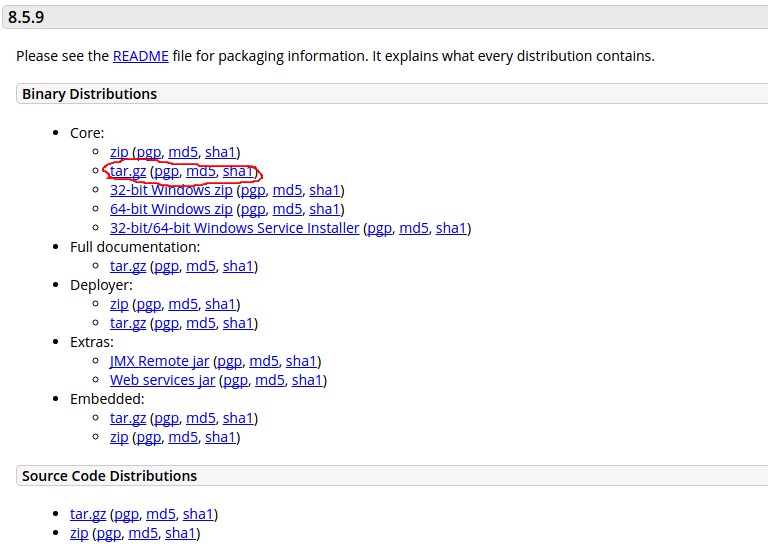 8.5.9
Please see the README file for packaging information. It explains what every distribution contains.
Binary Distributions
Core:
zip (pgp, md5, sha1)
tar.gz (pgp, md5, sha1)
32-bit Windows zip (pgp, md5, sha1)
64-bit Windows zip (pgp, md5, sha1)
32-bit/64-bit Windows Service Installer (pgp, md5, sha1)
Full documentation:
tar.gz (pgp, md5, sha1)
Deployer:
zip (pgp, md5, sha1)
tar.gz (pgp, md5, sha1)
Extras:
JMX Remote jar (pgp, md5, sha1)
Web services jar (pgp, md5, sha1)
Embedded:
tar.gz (pgp, md5, sha1)
zip (pgp, md5, sha1)
Source Code Distributions
tar.gz (pgp, md5, sha1)
zip (pgp, md5, sha1)